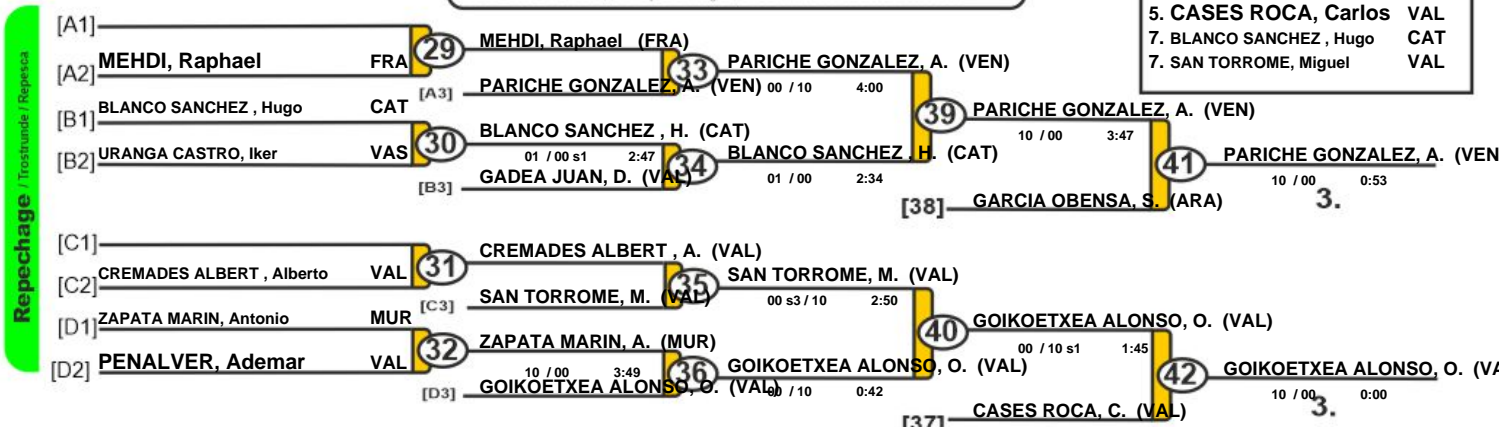 5. CASES ROCA, Carlos VAL
7. BLANCO SANCHEZ , Hugo CAT
7. SAN TORROME, Miguel VAL
Repechage / Trostrunde / Repesca
[A1]
[A2] MEHDI, Raphael FRA
29 MEHDI, Raphael (FRA)
[A3] PARICHE GONZALEZ, A. (VEN)
33 PARICHE GONZALEZ, A. (VEN)
00 / 10 4:00
[B1] BLANCO SANCHEZ , Hugo CAT
[B2] URANGA CASTRO, Iker VAS
30 BLANCO SANCHEZ , H. (CAT)
01 / 00 s1 2:47
[B3] GADEA JUAN, D. (VAL)
34 BLANCO SANCHEZ , H. (CAT)
01 / 00 2:34
39 PARICHE GONZALEZ, A. (VEN)
10 / 00 3:47
[38] GARCIA OBENSA, S. (ARA)
41 PARICHE GONZALEZ, A. (VEN
10 / 00 0:53
3.
[C1]
[C2] CREMADES ALBERT , Alberto VAL
31 CREMADES ALBERT , A. (VAL)
[C3] SAN TORROME, M. (VAL)
35 SAN TORROME, M. (VAL)
00 s3 / 10 2:50
[D1] ZAPATA MARIN, Antonio MUR
[D2] PENALVER, Ademar VAL
32 ZAPATA MARIN, A. (MUR)
10 / 00 3:49
[D3] GOIKOETXEA ALONSO, O. (VAL)
36 GOIKOETXEA ALONSO, O. (VAL)
00 / 10 0:42
40 GOIKOETXEA ALONSO, O. (VAL)
00 / 10 s1 1:45
[37] CASES ROCA, C. (VAL)
42 GOIKOETXEA ALONSO, O. (VA
10 / 00 0:00
3.